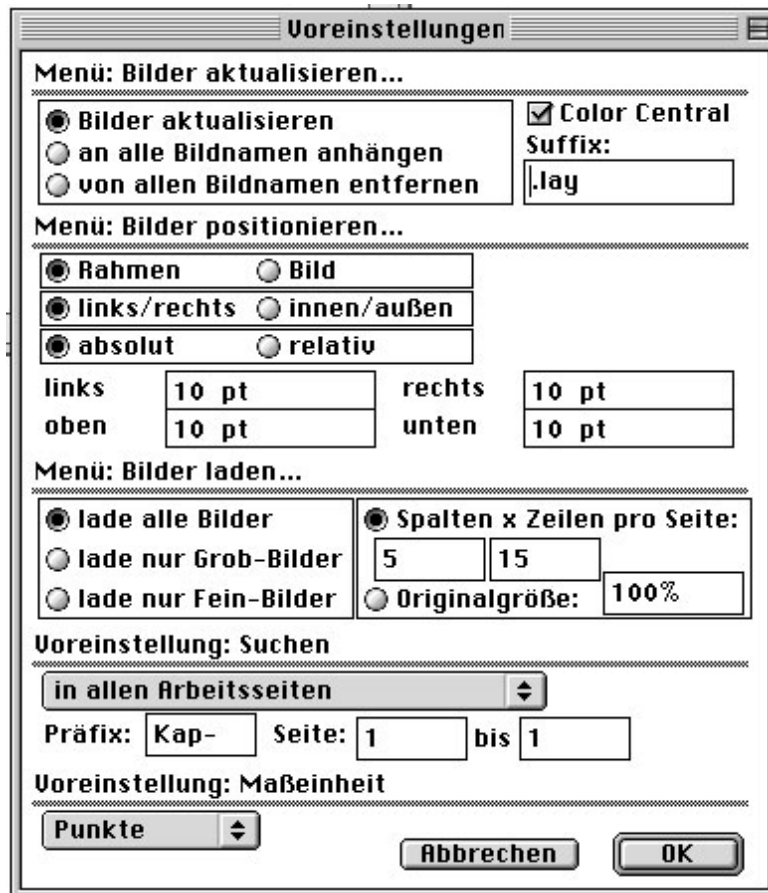 Voreinstellungen
Menü: Bilder aktualisieren...
Bilder aktualisieren
an alle Bildnamen anhängen
von allen Bildnamen entfernen
Color Central
Suffix:
.lay
Menü: Bilder positionieren...
Rahmen Bild
links/rechts innen/außen
absolut relativ
links 10 pt rechts 10 pt
oben 10 pt unten 10 pt
Menü: Bilder laden...
lade alle Bilder
lade nur Grob-Bilder
lade nur Fein-Bilder
Spalten x Zeilen pro Seite:
5 15
Originalgröße: 100%
Voreinstellung: Suchen
in allen Arbeitsseiten
Präfix: Kap- Seite: 1 bis 1
Voreinstellung: Maßeinheit
Punkte
Abbrechen OK